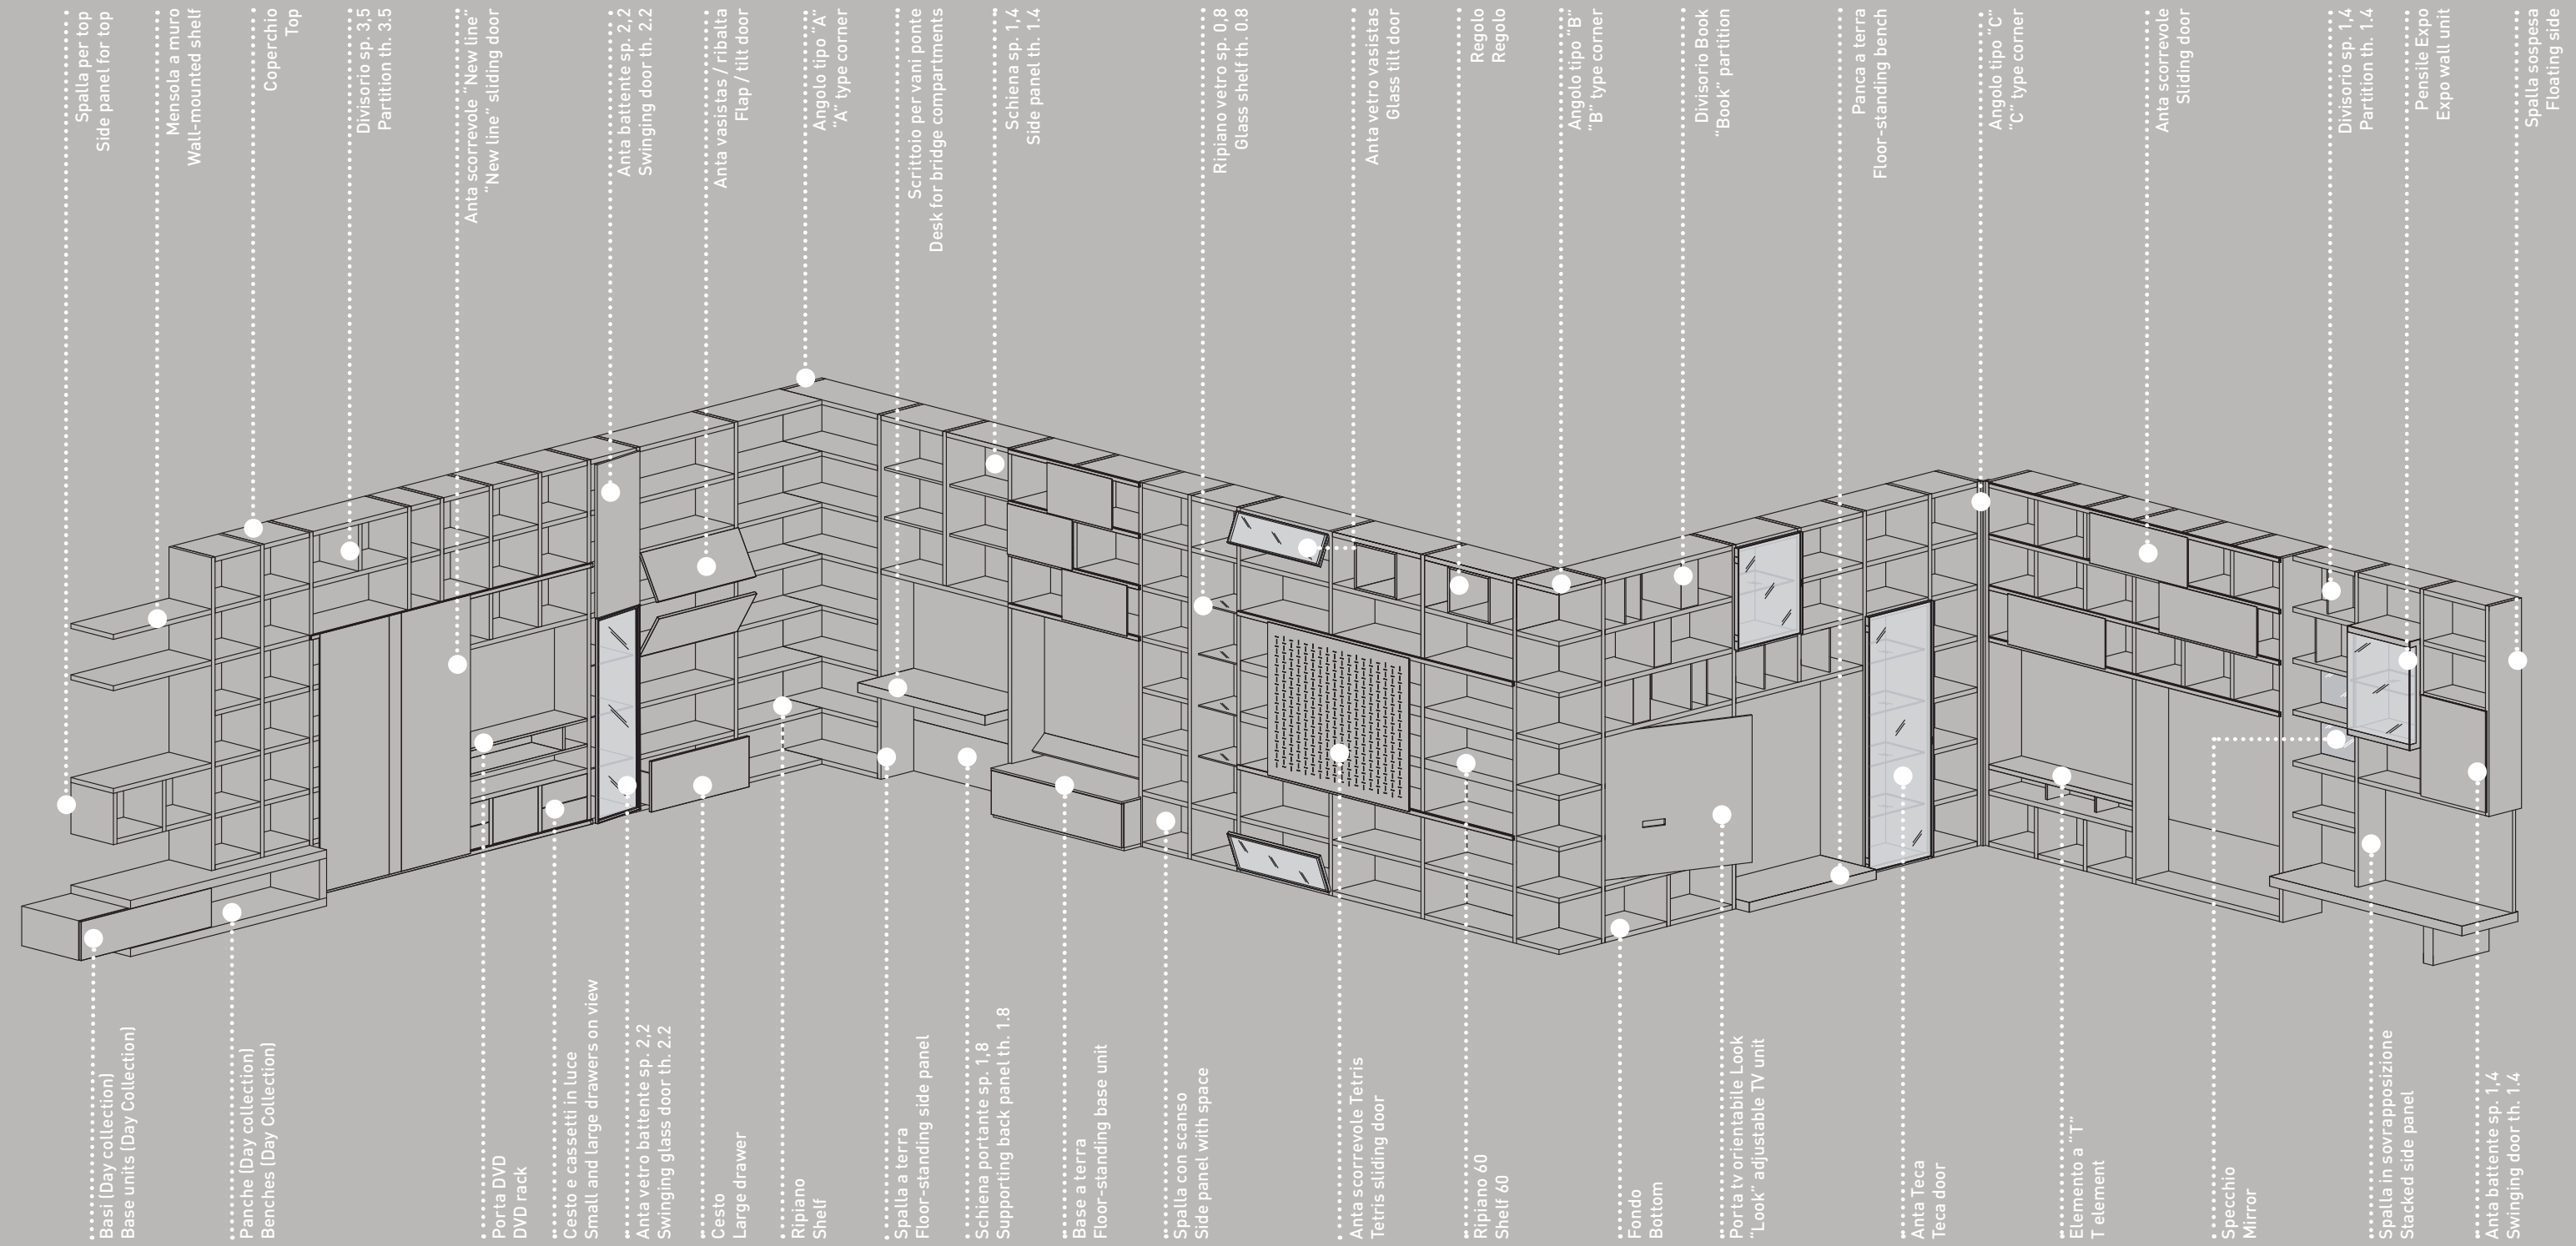 Spalla per top
Side panel for top
Mensola a muro
Wall-mounted shelf
Coperchio
Top
Divisorio sp. 3,5
Partition th. 3.5
Anta scorrevole “New line”
“New line” sliding door
Anta battente sp. 2,2
Swinging door th. 2.2
Anta vasistas / ribalta
Flap / tilt door
Angolo tipo “A”
“A” type corner
Scrittoio per vani ponte
Desk for bridge compartments
Schiena sp. 1,4
Side panel th. 1.4
Ripiano vetro sp. 0,8
Glass shelf th. 0.8
Anta vetro vasistas
Glass tilt door
Regolo
Regolo
Angolo tipo “B”
“B” type corner
Divisorio Book
“Book” partition
Panca a terra
Floor-standing bench
Angolo tipo “C”
“C” type corner
Anta scorrevole
Sliding door
Divisorio sp. 1,4
Partition th. 1.4
Pensile Expo
Expo wall unit
Spalla sospesa
Floating side
Basi (Day collection)
Base units (Day Collection)
Panche (Day collection)
Benches (Day Collection)
Porta DVD
DVD rack
Cesto e cassetti in luce
Small and large drawers on view
Anta vetro battente sp. 2,2
Swinging glass door th. 2.2
Cesto
Large drawer
Ripiano
Shelf
Spalla a terra
Floor-standing side panel
Schiena portante sp. 1,8
Supporting back panel th. 1.8
Base a terra
Floor-standing base unit
Spalla con scanso
Side panel with space
Anta scorrevole Tetris
Tetris sliding door
Ripiano 60
Shelf 60
Fondo
Bottom
Porta tv orientabile Look
“Look” adjustable TV unit
Anta Teca
Teca door
Elemento a “T”
T element
Specchio
Mirror
Spalla in sovrapposizione
Stacked side panel
Anta battente sp. 1,4
Swinging door th. 1.4